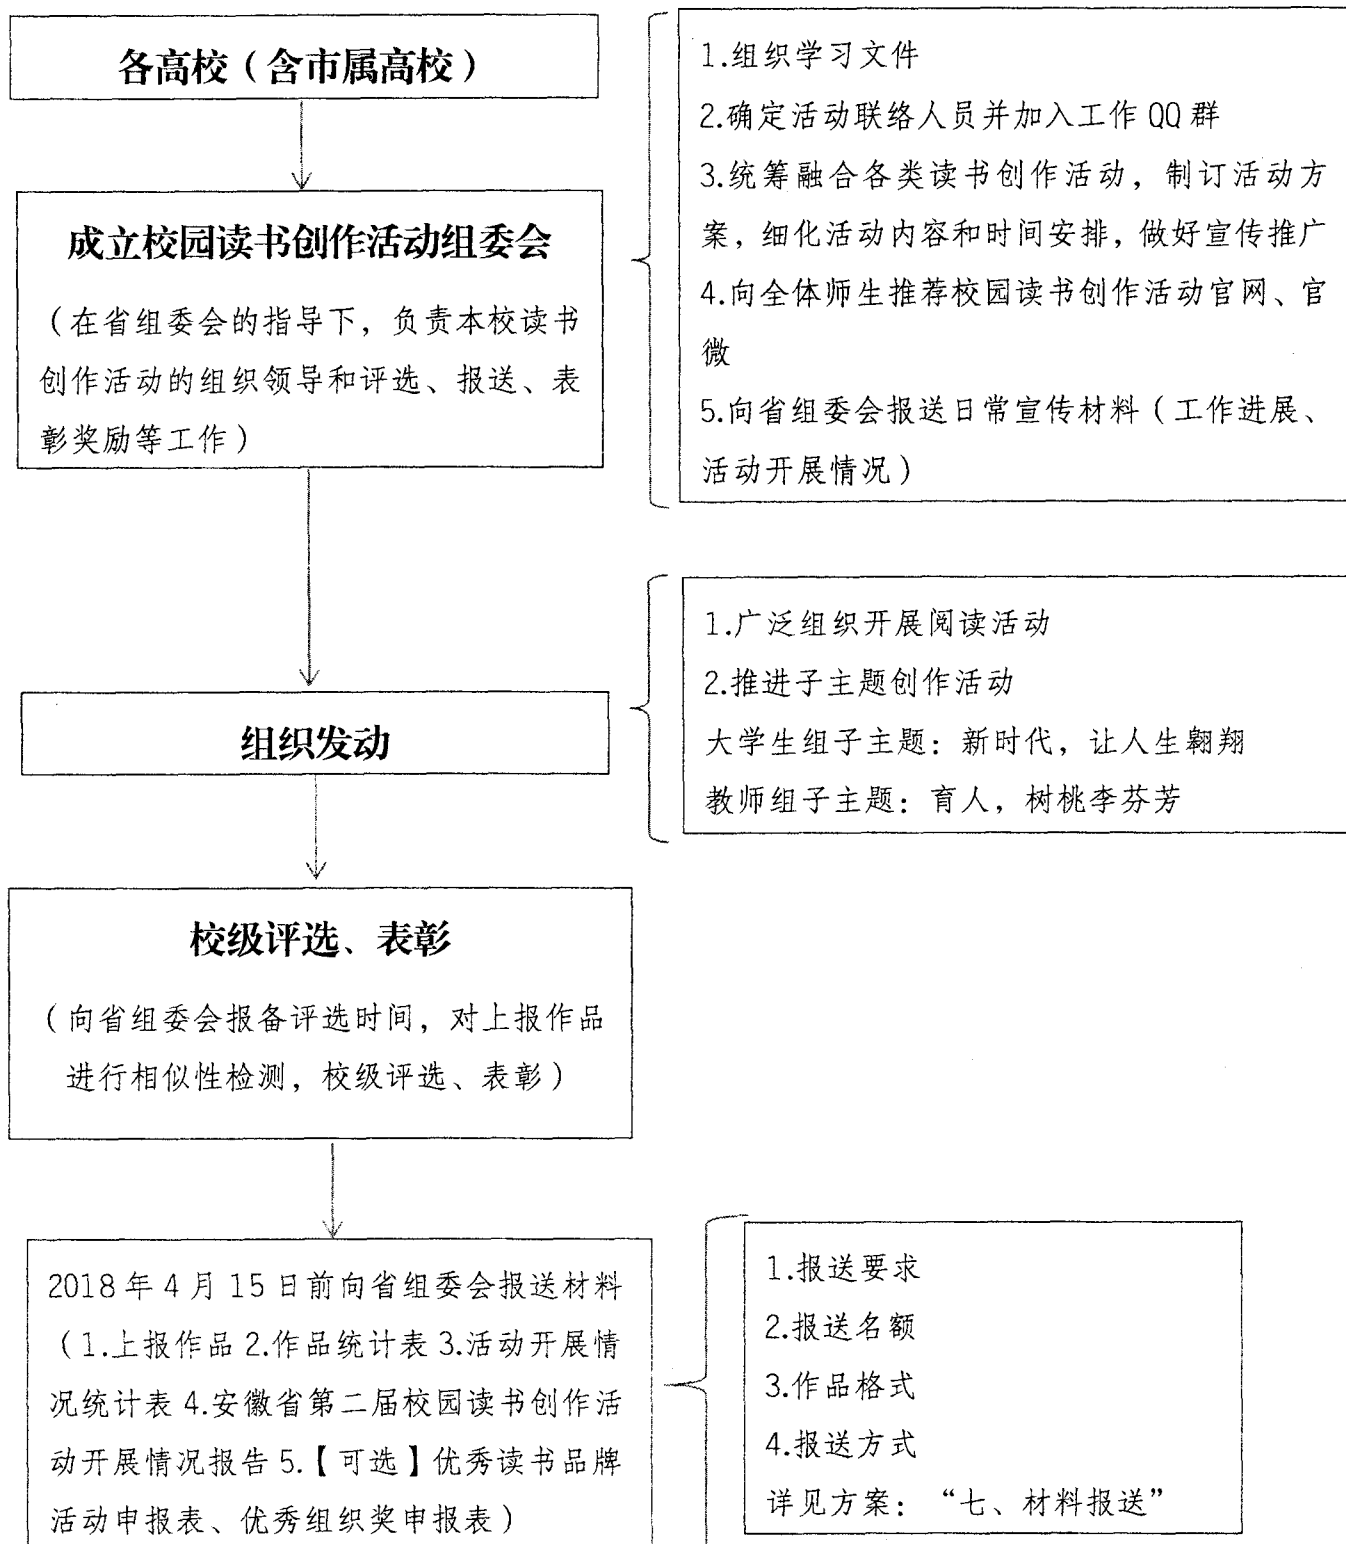 各高校（含市属高校）
成立校园读书创作活动组委会
（在省组委会的指导下，负责本校读书
创作活动的组织领导和评选、报送、表
彰奖励等工作）
1.组织学习文件
2.确定活动联络人员并加入工作 QQ 群
3.统筹融合各类读书创作活动，制订活动方
案，细化活动内容和时间安排，做好宣传推广
4.向全体师生推荐校园读书创作活动官网、官
微
5.向省组委会报送日常宣传材料（工作进展、
活动开展情况）
组织发动
1.广泛组织开展阅读活动
2.推进子主题创作活动
大学生组子主题：新时代，让人生翱翔
教师组子主题：育人，树桃李芬芳
校级评选、表彰
（向省组委会报备评选时间，对上报作品
进行相似性检测，校级评选、表彰）
2018 年 4 月 15 日前向省组委会报送材料
（1.上报作品 2.作品统计表 3.活动开展情
况统计表 4.安徽省第二届校园读书创作活
动开展情况报告 5.【可选】优秀读书品牌
活动申报表、优秀组织奖申报表）
1.报送要求
2.报送名额
3.作品格式
4.报送方式
详见方案：“七、材料报送”